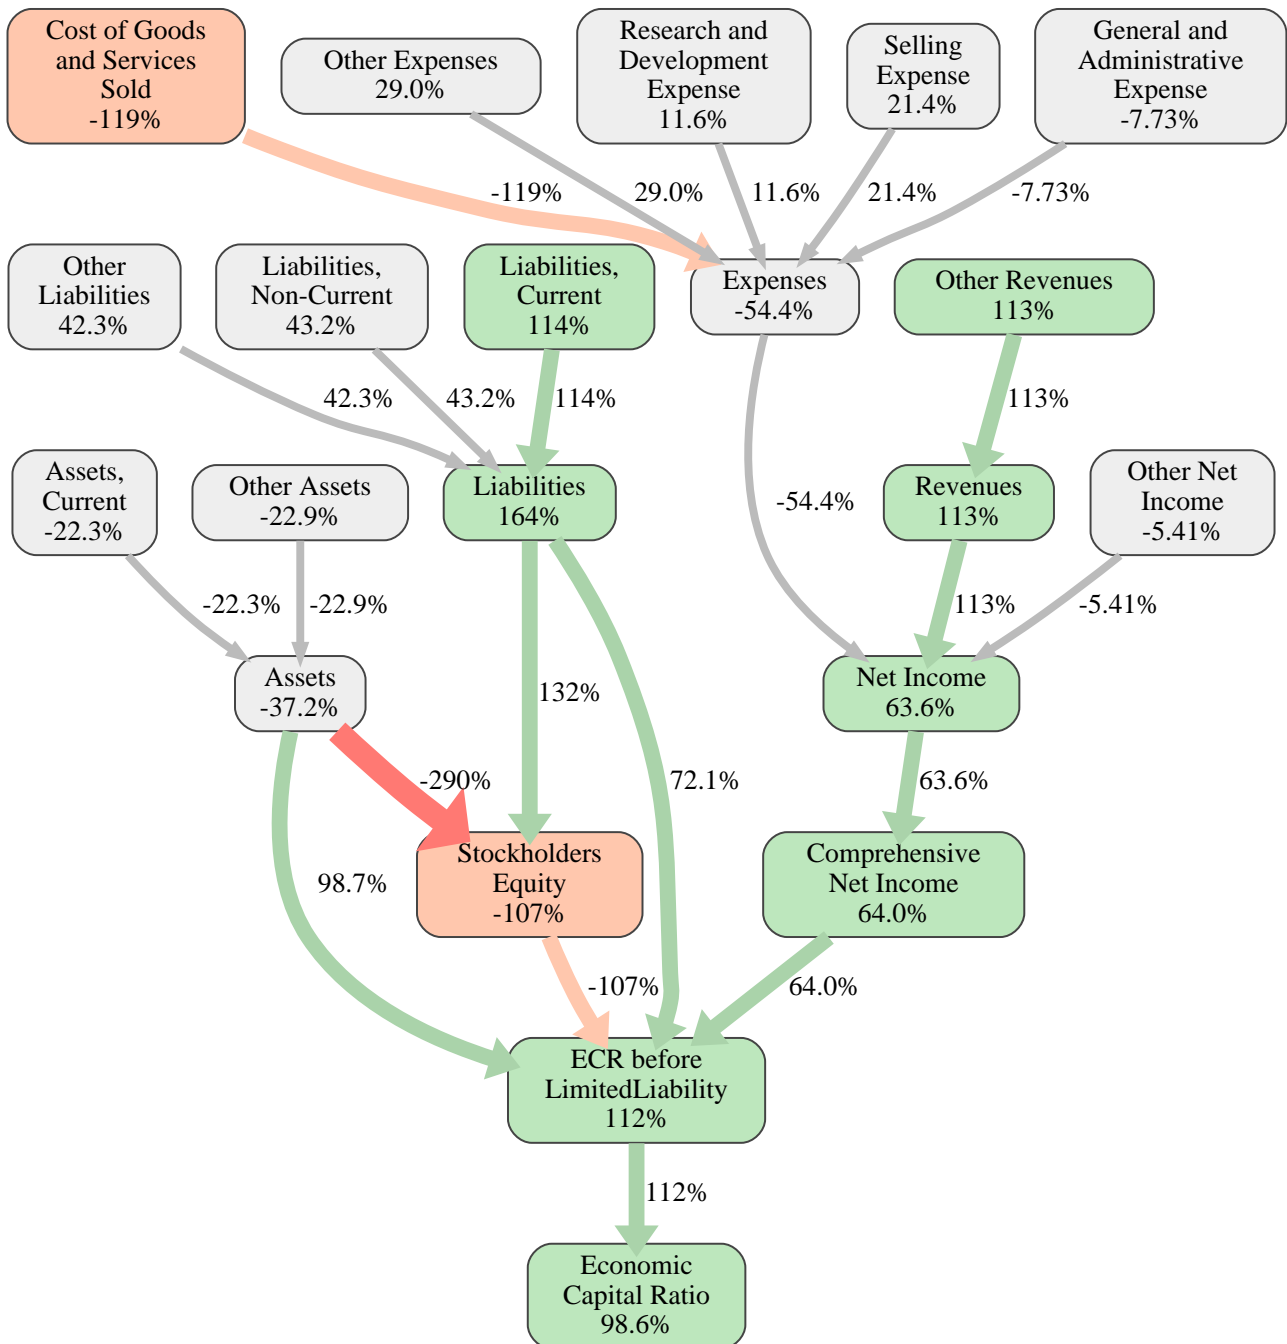 Cost of Goods
and Services
Sold
-119%
Other Expenses
29.0%
Research and
Development
Expense
11.6%
Selling
Expense
21.4%
General and
Administrative
Expense
-7.73%
-119%
29.0%
11.6%
21.4%
-7.73%
Other
Liabilities
42.3%
Liabilities,
Non-Current
43.2%
Liabilities,
Current
114%
Expenses
-54.4%
Other Revenues
113%
42.3%
43.2%
114%
-54.4%
113%
Assets,
Current
-22.3%
Other Assets
-22.9%
Liabilities
164%
Revenues
113%
Other Net
Income
-5.41%
-22.3%
-22.9%
132%
72.1%
113%
-5.41%
Assets
-37.2%
Net Income
63.6%
-290%
98.7%
63.6%
Stockholders
Equity
-107%
Comprehensive
Net Income
64.0%
-107%
64.0%
ECR before
LimitedLiability
112%
112%
Economic
Capital Ratio
98.6%